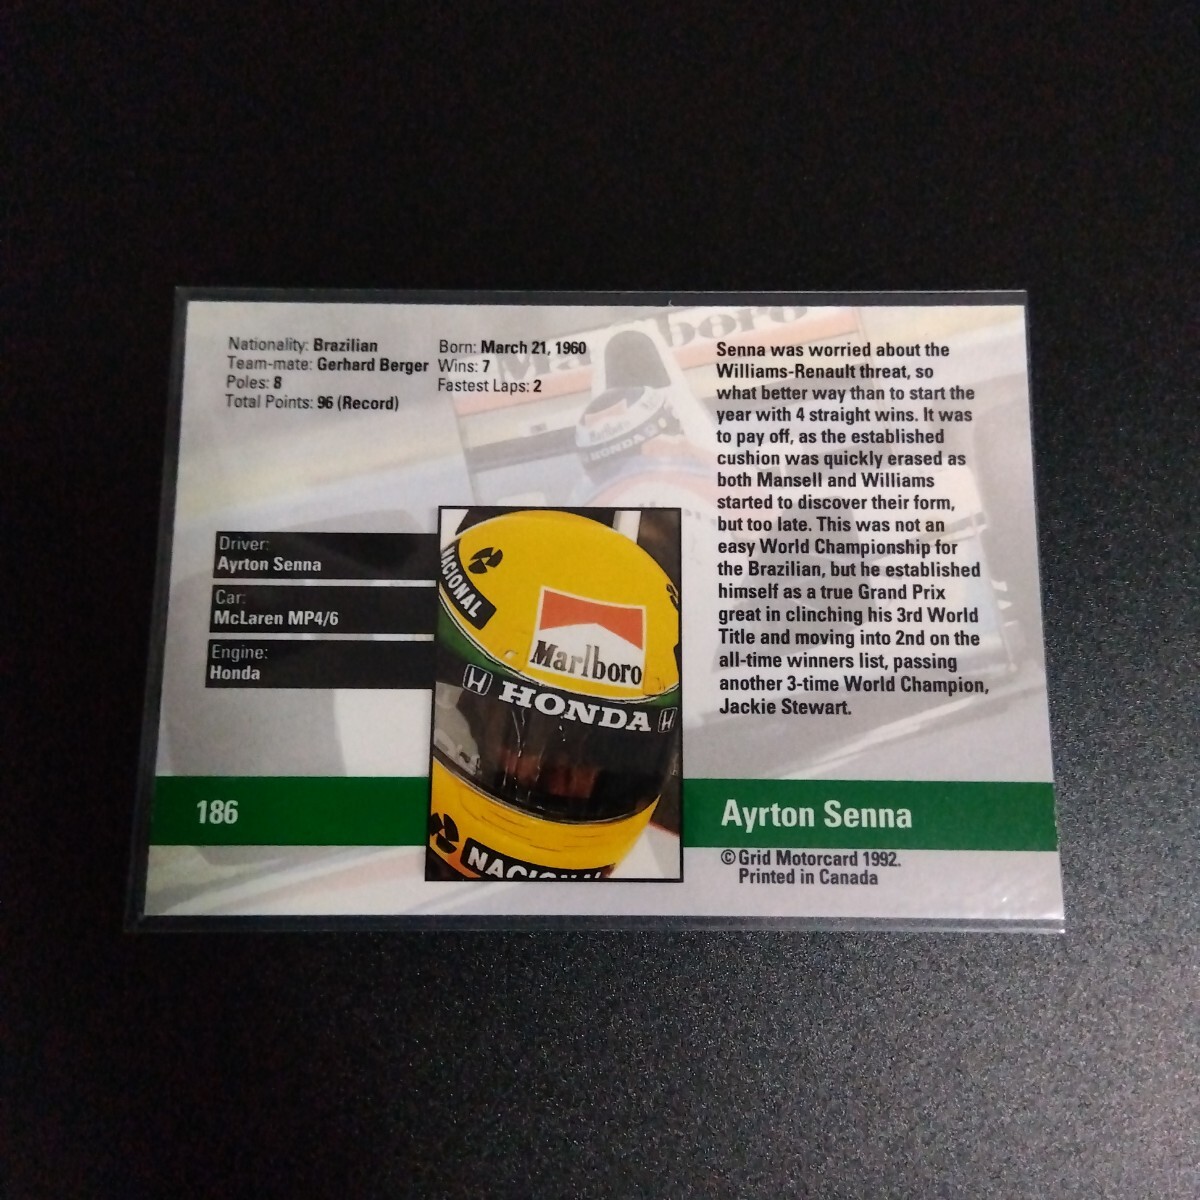 Nationality: Brazilian
Team-mate: Gerhard Berger
Poles: 8
Total Points: 96 (Record)
Born: March 21, 1960
Wins: 7
Fastest Laps: 2
Senna was worried about the
Williams-Renault threat, so
what better way than to start the
year with 4 straight wins. It was
to pay off, as the established
cushion was quickly erased as
both Mansell and Williams
started to discover their form,
but too late. This was not an
easy World Championship for
the Brazilian, but he established
himself as a true Grand Prix
great in clinching his 3rd World
Title and moving into 2nd on the
all-time winners list, passing
another 3-time World Champion,
Jackie Stewart.
Marlboro
HONDA
Driver:
Ayrton Senna
Car:
McLaren MP4/6
Engine:
Honda
NACIONAL
Marlboro
HONDA
NACIONAL
186
Ayrton Senna
© Grid Motorcard 1992.
Printed in Canada